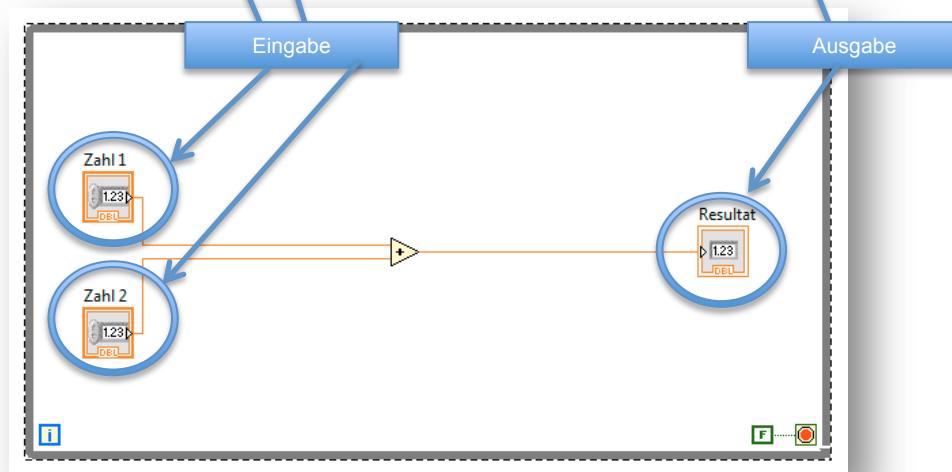 Eingabe
Ausgabe
Zahl 1
1.23
DBL
Resultat
1.23
DBL
Zahl 2
1.23
DBL
i
F